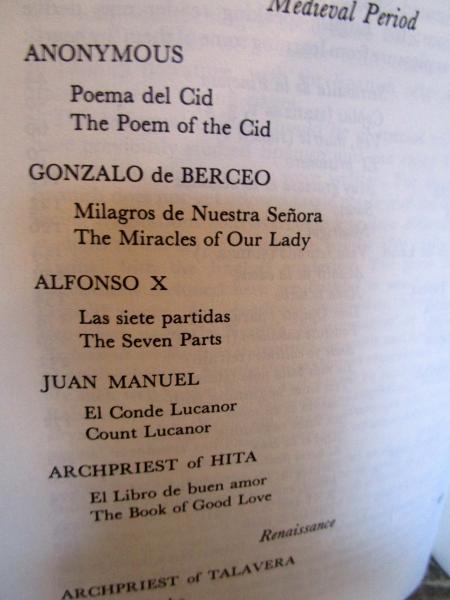 Medieval Period
ANONYMOUS
Poema del Cid
The Poem of the Cid
GONZALO de BERCEO
Milagros de Nuestra Señora
The Miracles of Our Lady
ALFONSO X
Las siete partidas
The Seven Parts
JUAN MANUEL
El Conde Lucanor
Count Lucanor
ARCHPRIEST of HITA
El Libro de buen amor
The Book of Good Love
Renaissance
ARCHPRIEST of TALAVERA